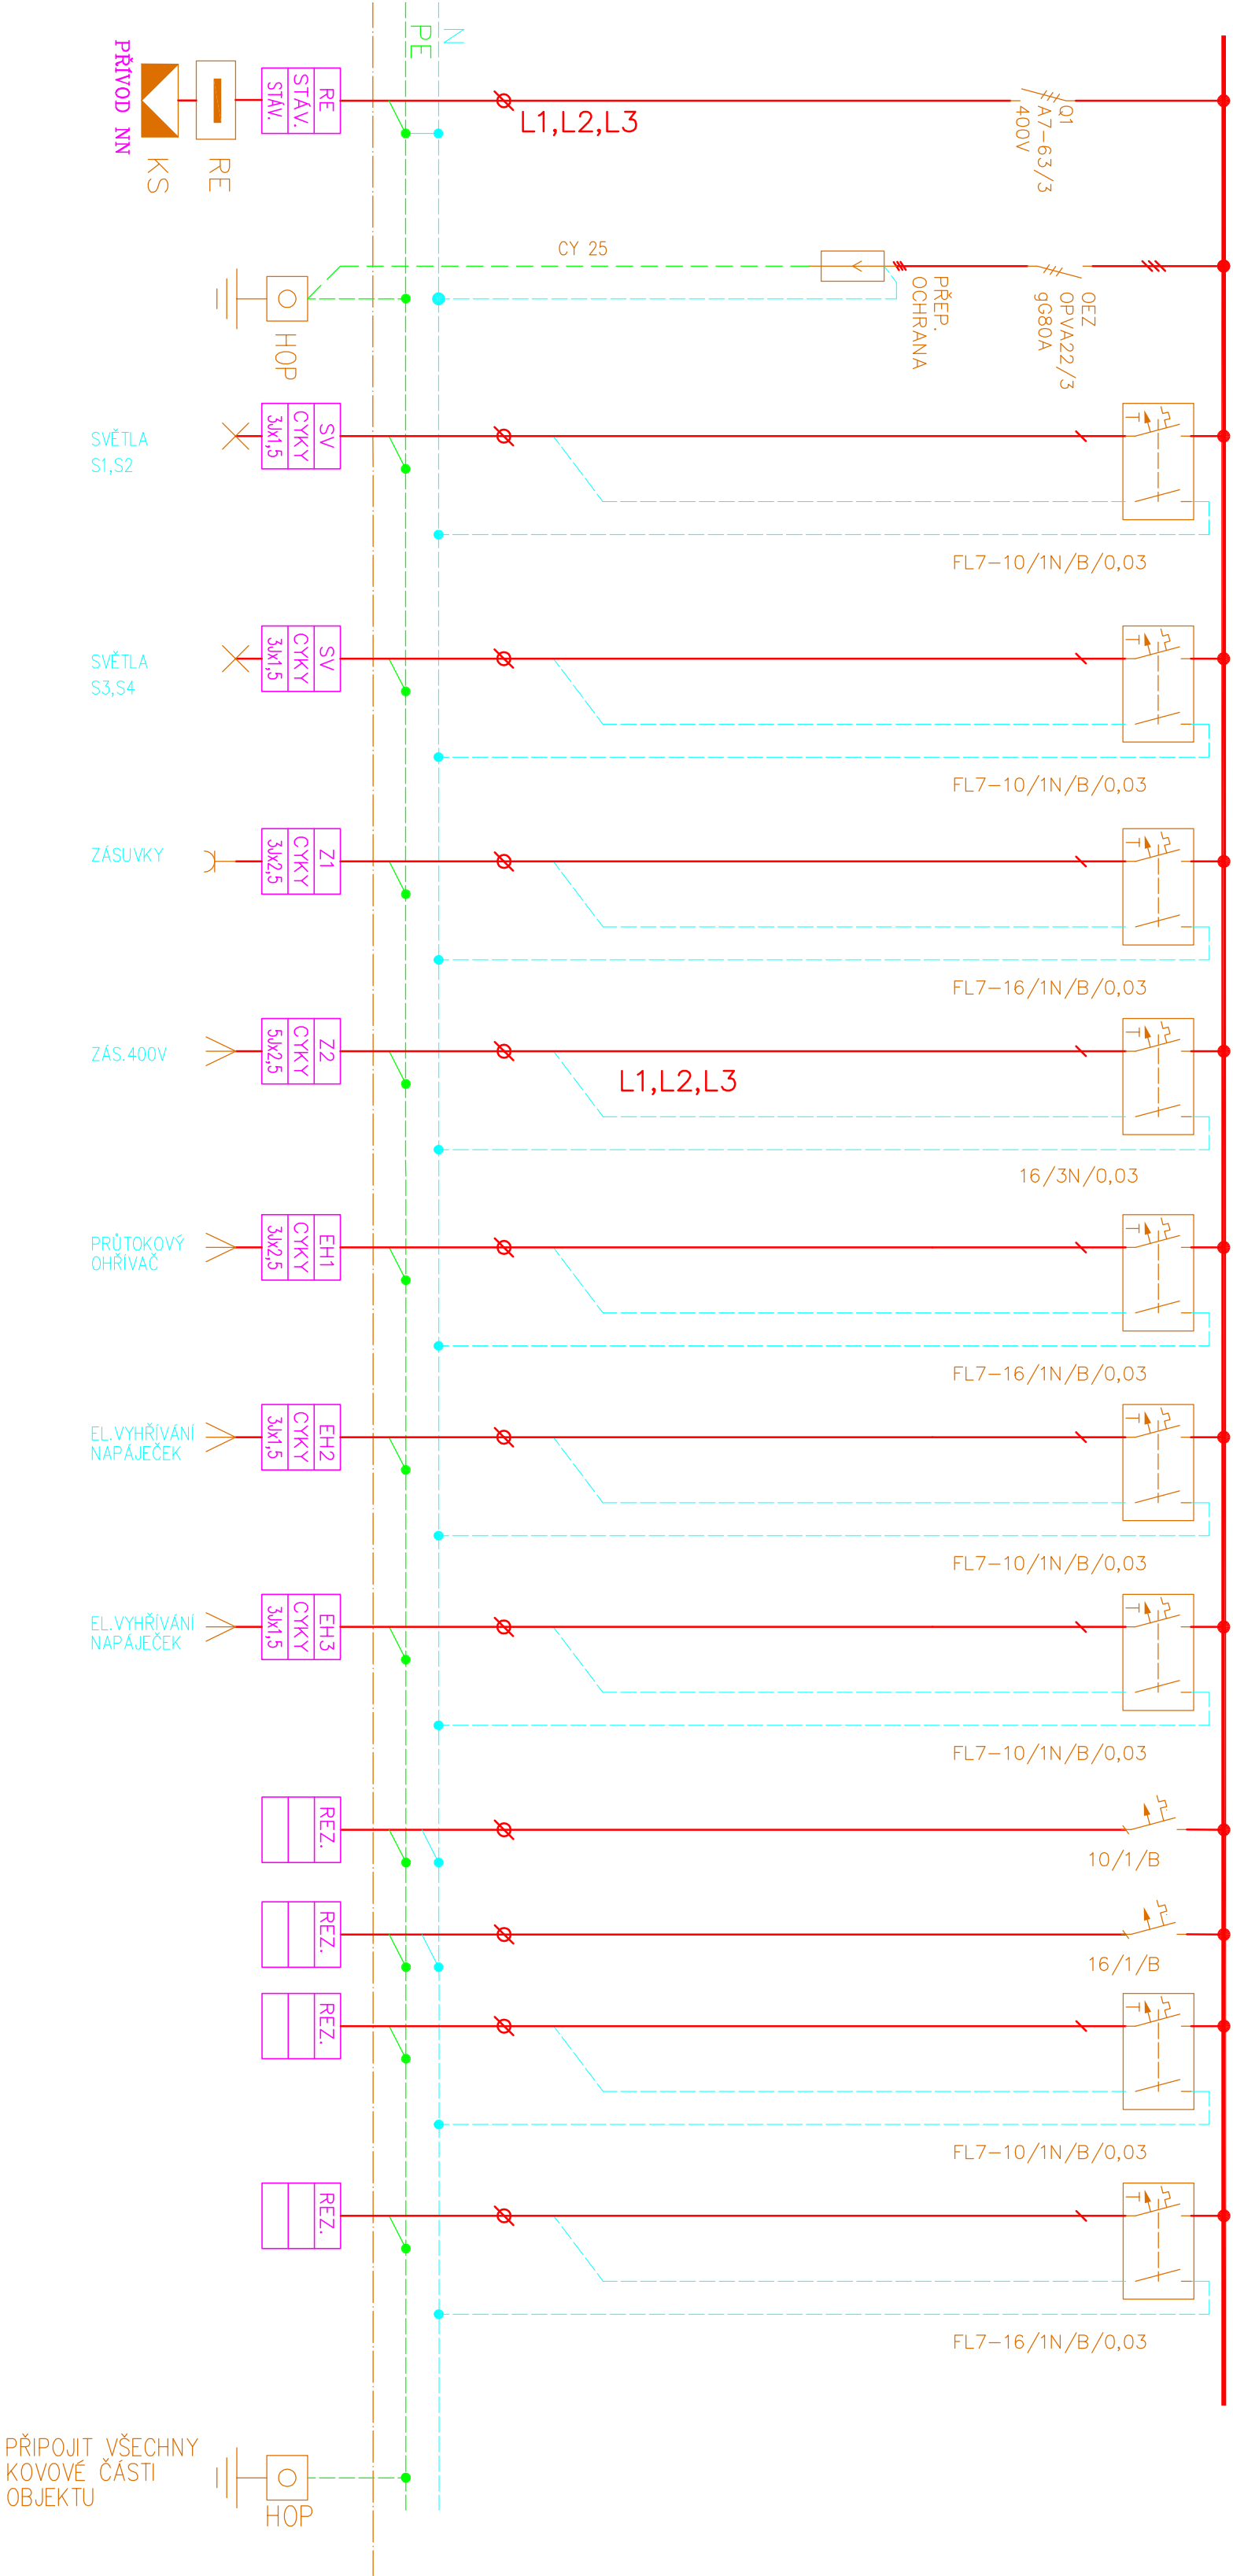 N
PE
PŘÍVOD NN
KS
RE
RE
STÁV.
STÁV.
L1,L2,L3
Q1
A7-63/3
400V
CY 25
PŘEP.
OCHRANA
OEZ
OPVA22/3
gG80A
HOP
SVĚTLA
S1,S2
SV
CYKY
3Jx1,5
FL7-10/1N/B/0,03
SVĚTLA
S3,S4
SV
CYKY
3Jx1,5
FL7-10/1N/B/0,03
ZÁSUVKY
Z1
CYKY
3Jx2,5
FL7-16/1N/B/0,03
ZÁS.400V
Z2
CYKY
5Jx2,5
L1,L2,L3
16/3N/0,03
PRŮTOKOVÝ
OHŘÍVAČ
EH1
CYKY
3Jx2,5
FL7-16/1N/B/0,03
EL.VYHŘÍVÁNÍ
NAPÁJEČEK
EH2
CYKY
3Jx1,5
FL7-10/1N/B/0,03
EL.VYHŘÍVÁNÍ
NAPÁJEČEK
EH3
CYKY
3Jx1,5
FL7-10/1N/B/0,03
REZ.
10/1/B
REZ.
16/1/B
REZ.
FL7-10/1N/B/0,03
REZ.
FL7-16/1N/B/0,03
PŘIPOJIT VŠECHNY
KOVOVÉ ČÁSTI
OBJEKTU
HOP